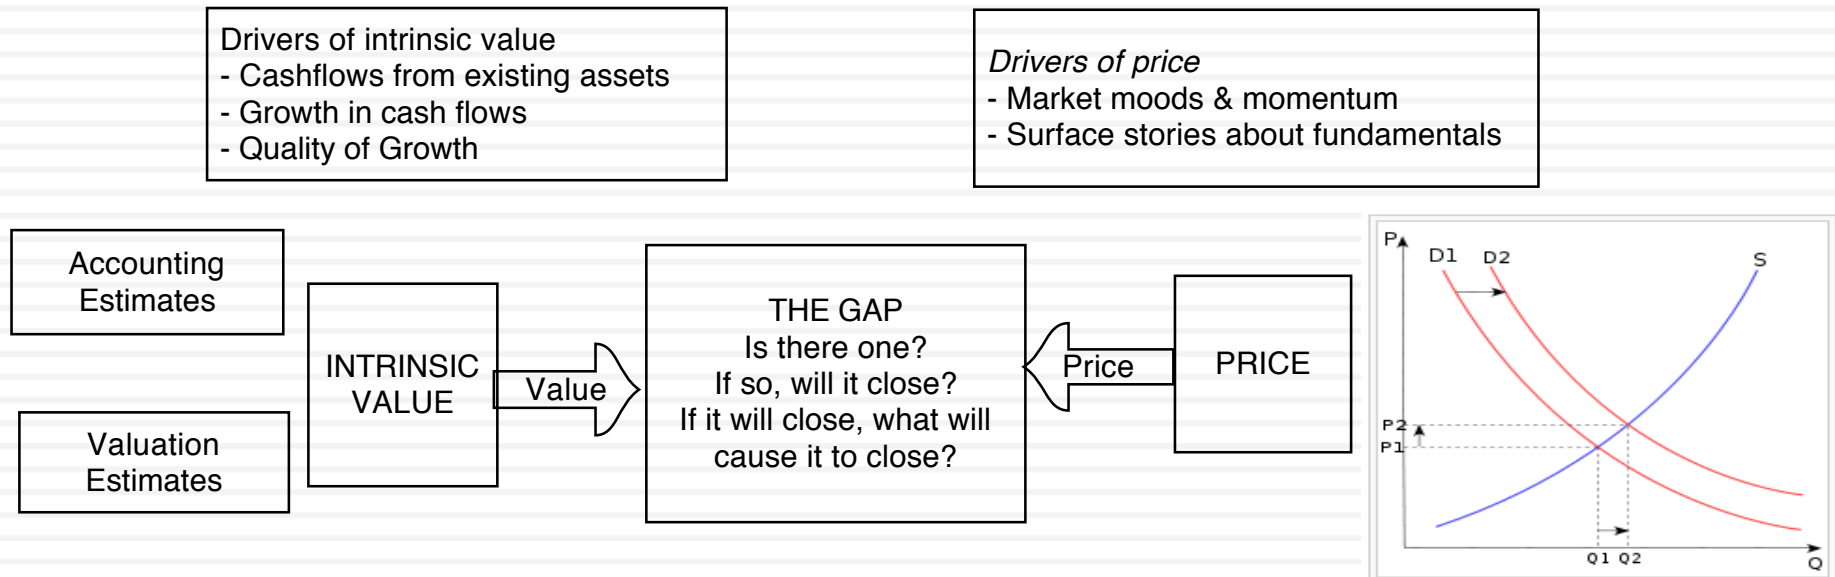 Drivers of intrinsic value
- Cashflows from existing assets
- Growth in cash flows
- Quality of Growth
Drivers of price
- Market moods & momentum
- Surface stories about fundamentals
Accounting
Estimates
Valuation
Estimates
INTRINSIC
VALUE
Value
THE GAP
Is there one?
If so, will it close?
If it will close, what will
cause it to close?
Price
PRICE
P
D1 D2
S
P2
P1
Q1 Q2
Q